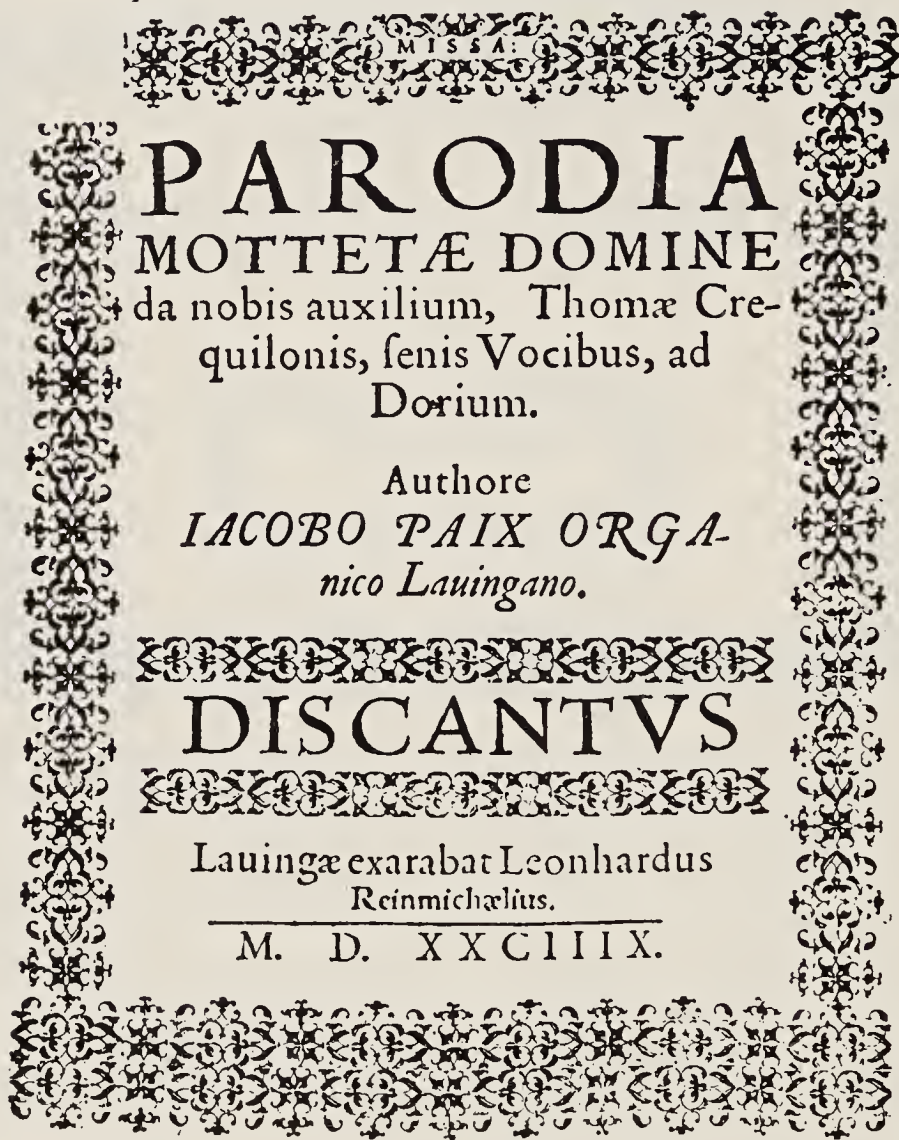 MISSA:
PARODIA
MOTTETÆ DOMINE
da nobis auxilium, Thomæ Cre-
quilonis, ſenis Vocibus, ad
Dorium.
Authore
IACOBO PAIX ORGA-
nico Lauingano.
DISCANTVS
Lauingæ exarabat Leonhardus
Reinmichælius.
M. D. XXCIIIX.